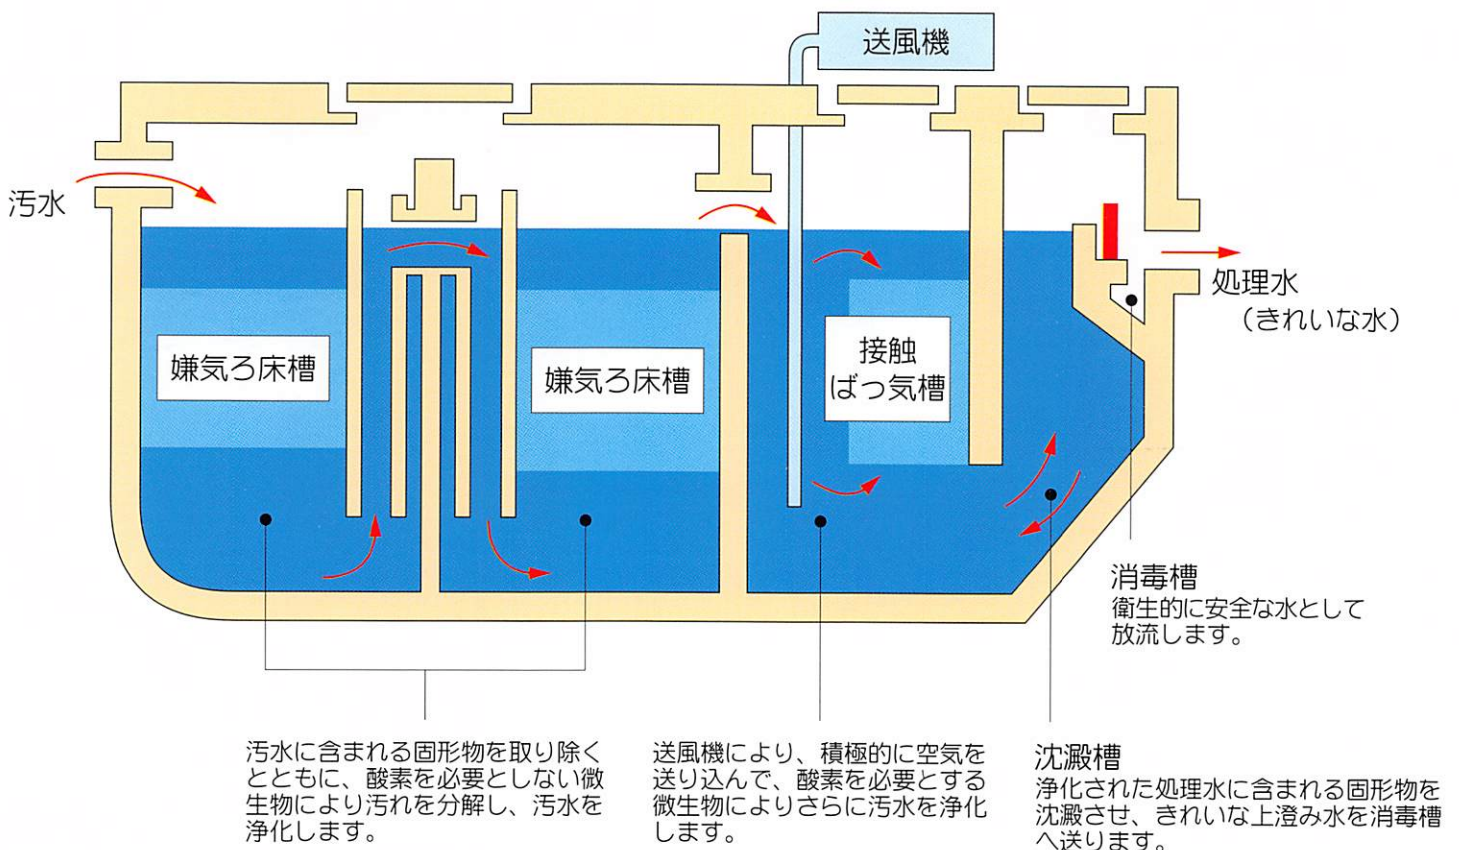 送風機
汚水
嫌気ろ床槽
嫌気ろ床槽
接触
ばっ気槽
処理水
（きれいな水）
消毒槽
衛生的に安全な水として
放流します。
汚水に含まれる固形物を取り除く
とともに、酸素を必要としない微
生物により汚れを分解し、汚水を
浄化します。
送風機により、積極的に空気を
送り込んで、酸素を必要とする
微生物によりさらに汚水を浄化
します。
沈澱槽
浄化された処理水に含まれる固形物を
沈澱させ、きれいな上澄み水を消毒槽
へ送ります。